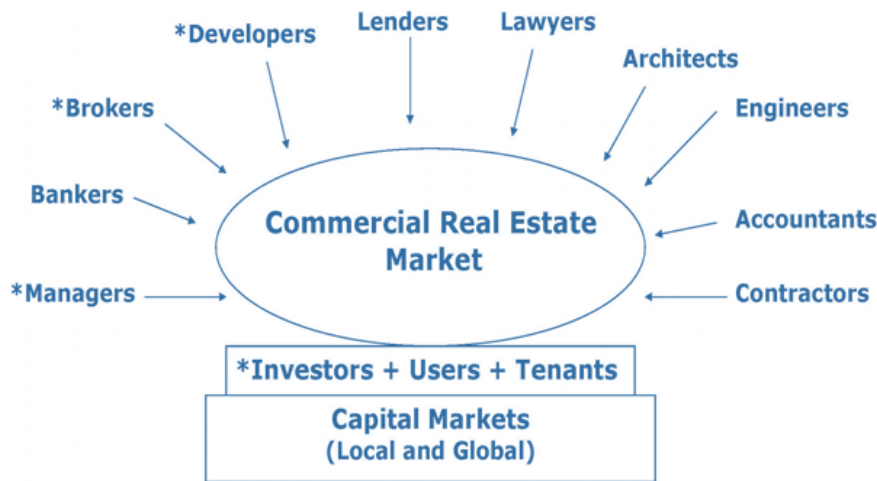 *Developers
Lenders
Lawyers
Architects
*Brokers
Engineers
Bankers
Accountants
*Managers
Contractors
Commercial Real Estate
Market
*Investors + Users + Tenants
Capital Markets
(Local and Global)